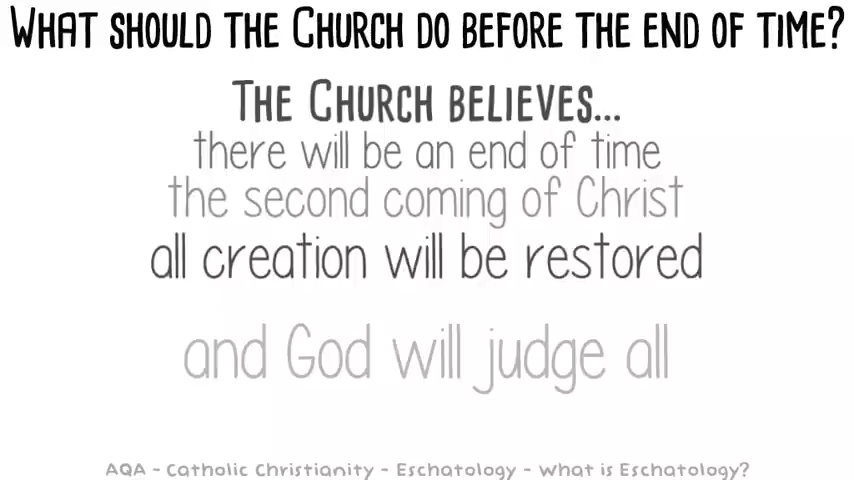 What should the Church do before the end of time?
The Church believes...
there will be an end of time
the second coming of Christ
all creation will be restored
and God will judge all
AQA - Catholic Christianity - Eschatology - What is Eschatology?